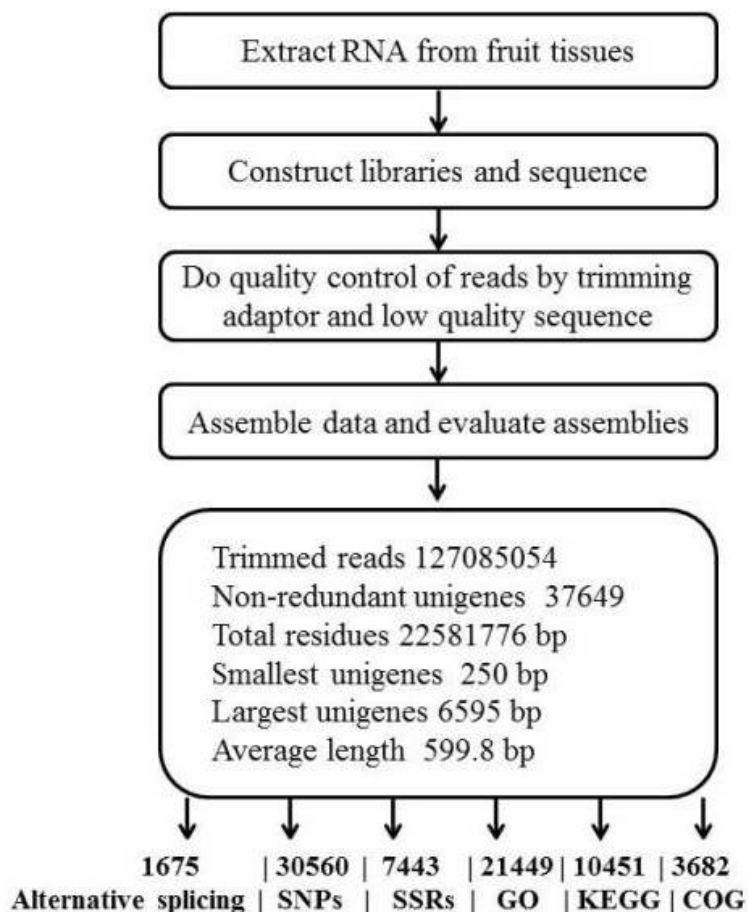 Extract RNA from fruit tissues
Construct libraries and sequence
Do quality control of reads by trimming
adaptor and low quality sequence
Assemble data and evaluate assemblies
Trimmed reads 127085054
Non-redundant unigenes 37649
Total residues 22581776 bp
Smallest unigenes 250 bp
Largest unigenes 6595 bp
Average length 599.8 bp
1675 | 30560 | 7443 | 21449 | 10451 | 3682
Alternative splicing | SNPs | SSRs | GO | KEGG | COG